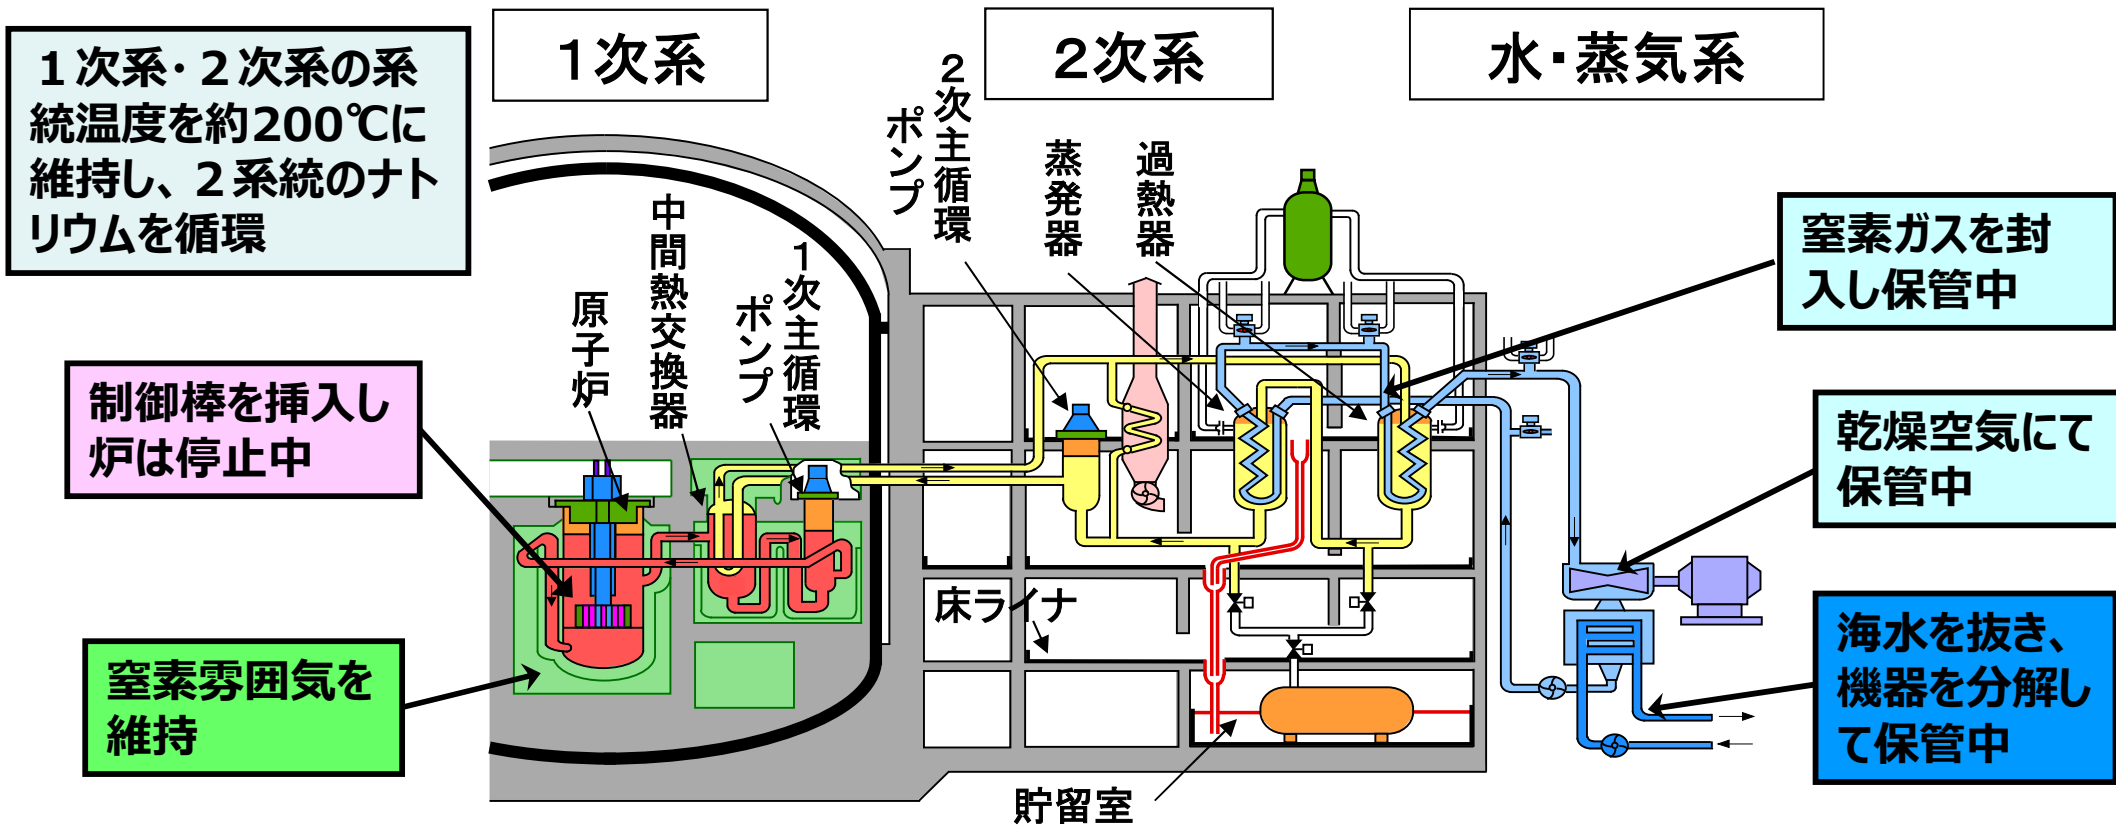 １次系・２次系の系
統温度を約200℃に
維持し、２系統のナト
リウムを循環
１次系
２次系
水・蒸気系
２次主循環
ポンプ
蒸発器
過熱器
中間熱交換器
１次主循環
ポンプ
原子炉
窒素ガスを封
入し保管中
制御棒を挿入し
炉は停止中
乾燥空気にて
保管中
床ライナ
窒素雰囲気を
維持
海水を抜き、
機器を分解し
て保管中
貯留室